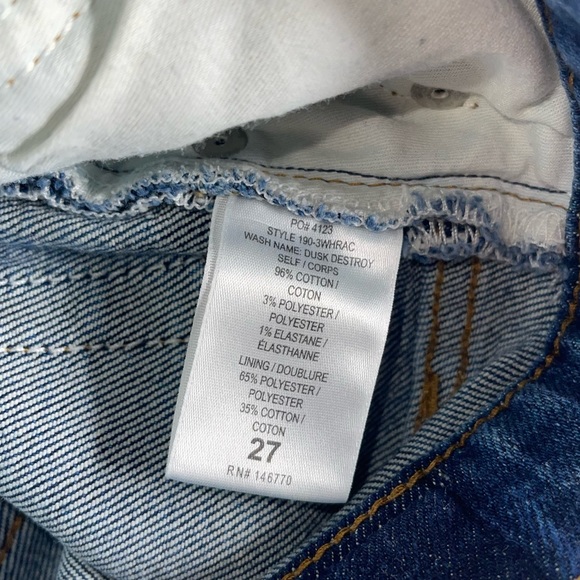 PO# 4123
STYLE 190-3WHRAC
WASH NAME: DUSK DESTROY
SELF / CORPS
96% COTTON /
COTON
3% POLYESTER /
POLYESTER
1% ELASTANE /
ÉLASTHANNE
LINING / DOUBLURE
65% POLYESTER /
POLYESTER
35% COTTON /
COTON
27
RN# 146770